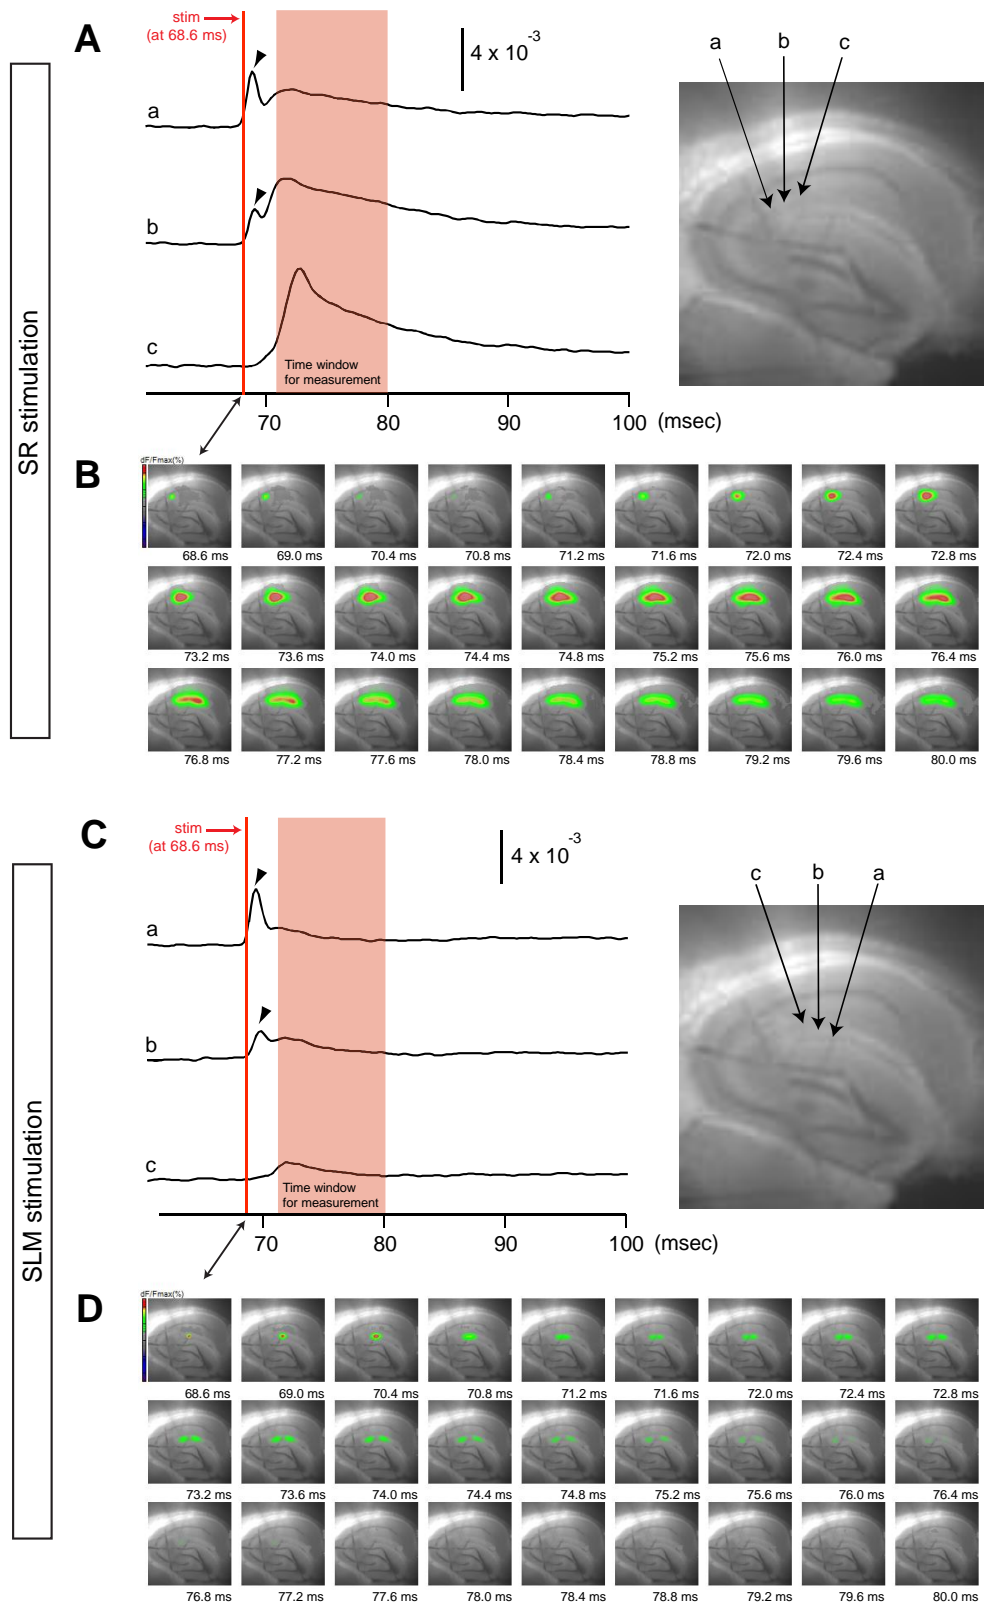 A
stim
(at 68.6 ms)
4 x 10-3
a
b
c
a
b
c
Time window
for measurement
70
80
90
100
(msec)
SR stimulation
B
dF/Fmax(%)
68.6 ms
69.0 ms
70.4 ms
70.8 ms
71.2 ms
71.6 ms
72.0 ms
72.4 ms
72.8 ms
73.2 ms
73.6 ms
74.0 ms
74.4 ms
74.8 ms
75.2 ms
75.6 ms
76.0 ms
76.4 ms
76.8 ms
77.2 ms
77.6 ms
78.0 ms
78.4 ms
78.8 ms
79.2 ms
79.6 ms
80.0 ms
C
stim
(at 68.6 ms)
4 x 10-3
a
b
c
c
b
a
Time window
for measurement
70
80
90
100
(msec)
SLM stimulation
D
dF/Fmax(%)
68.6 ms
69.0 ms
70.4 ms
70.8 ms
71.2 ms
71.6 ms
72.0 ms
72.4 ms
72.8 ms
73.2 ms
73.6 ms
74.0 ms
74.4 ms
74.8 ms
75.2 ms
75.6 ms
76.0 ms
76.4 ms
76.8 ms
77.2 ms
77.6 ms
78.0 ms
78.4 ms
78.8 ms
79.2 ms
79.6 ms
80.0 ms